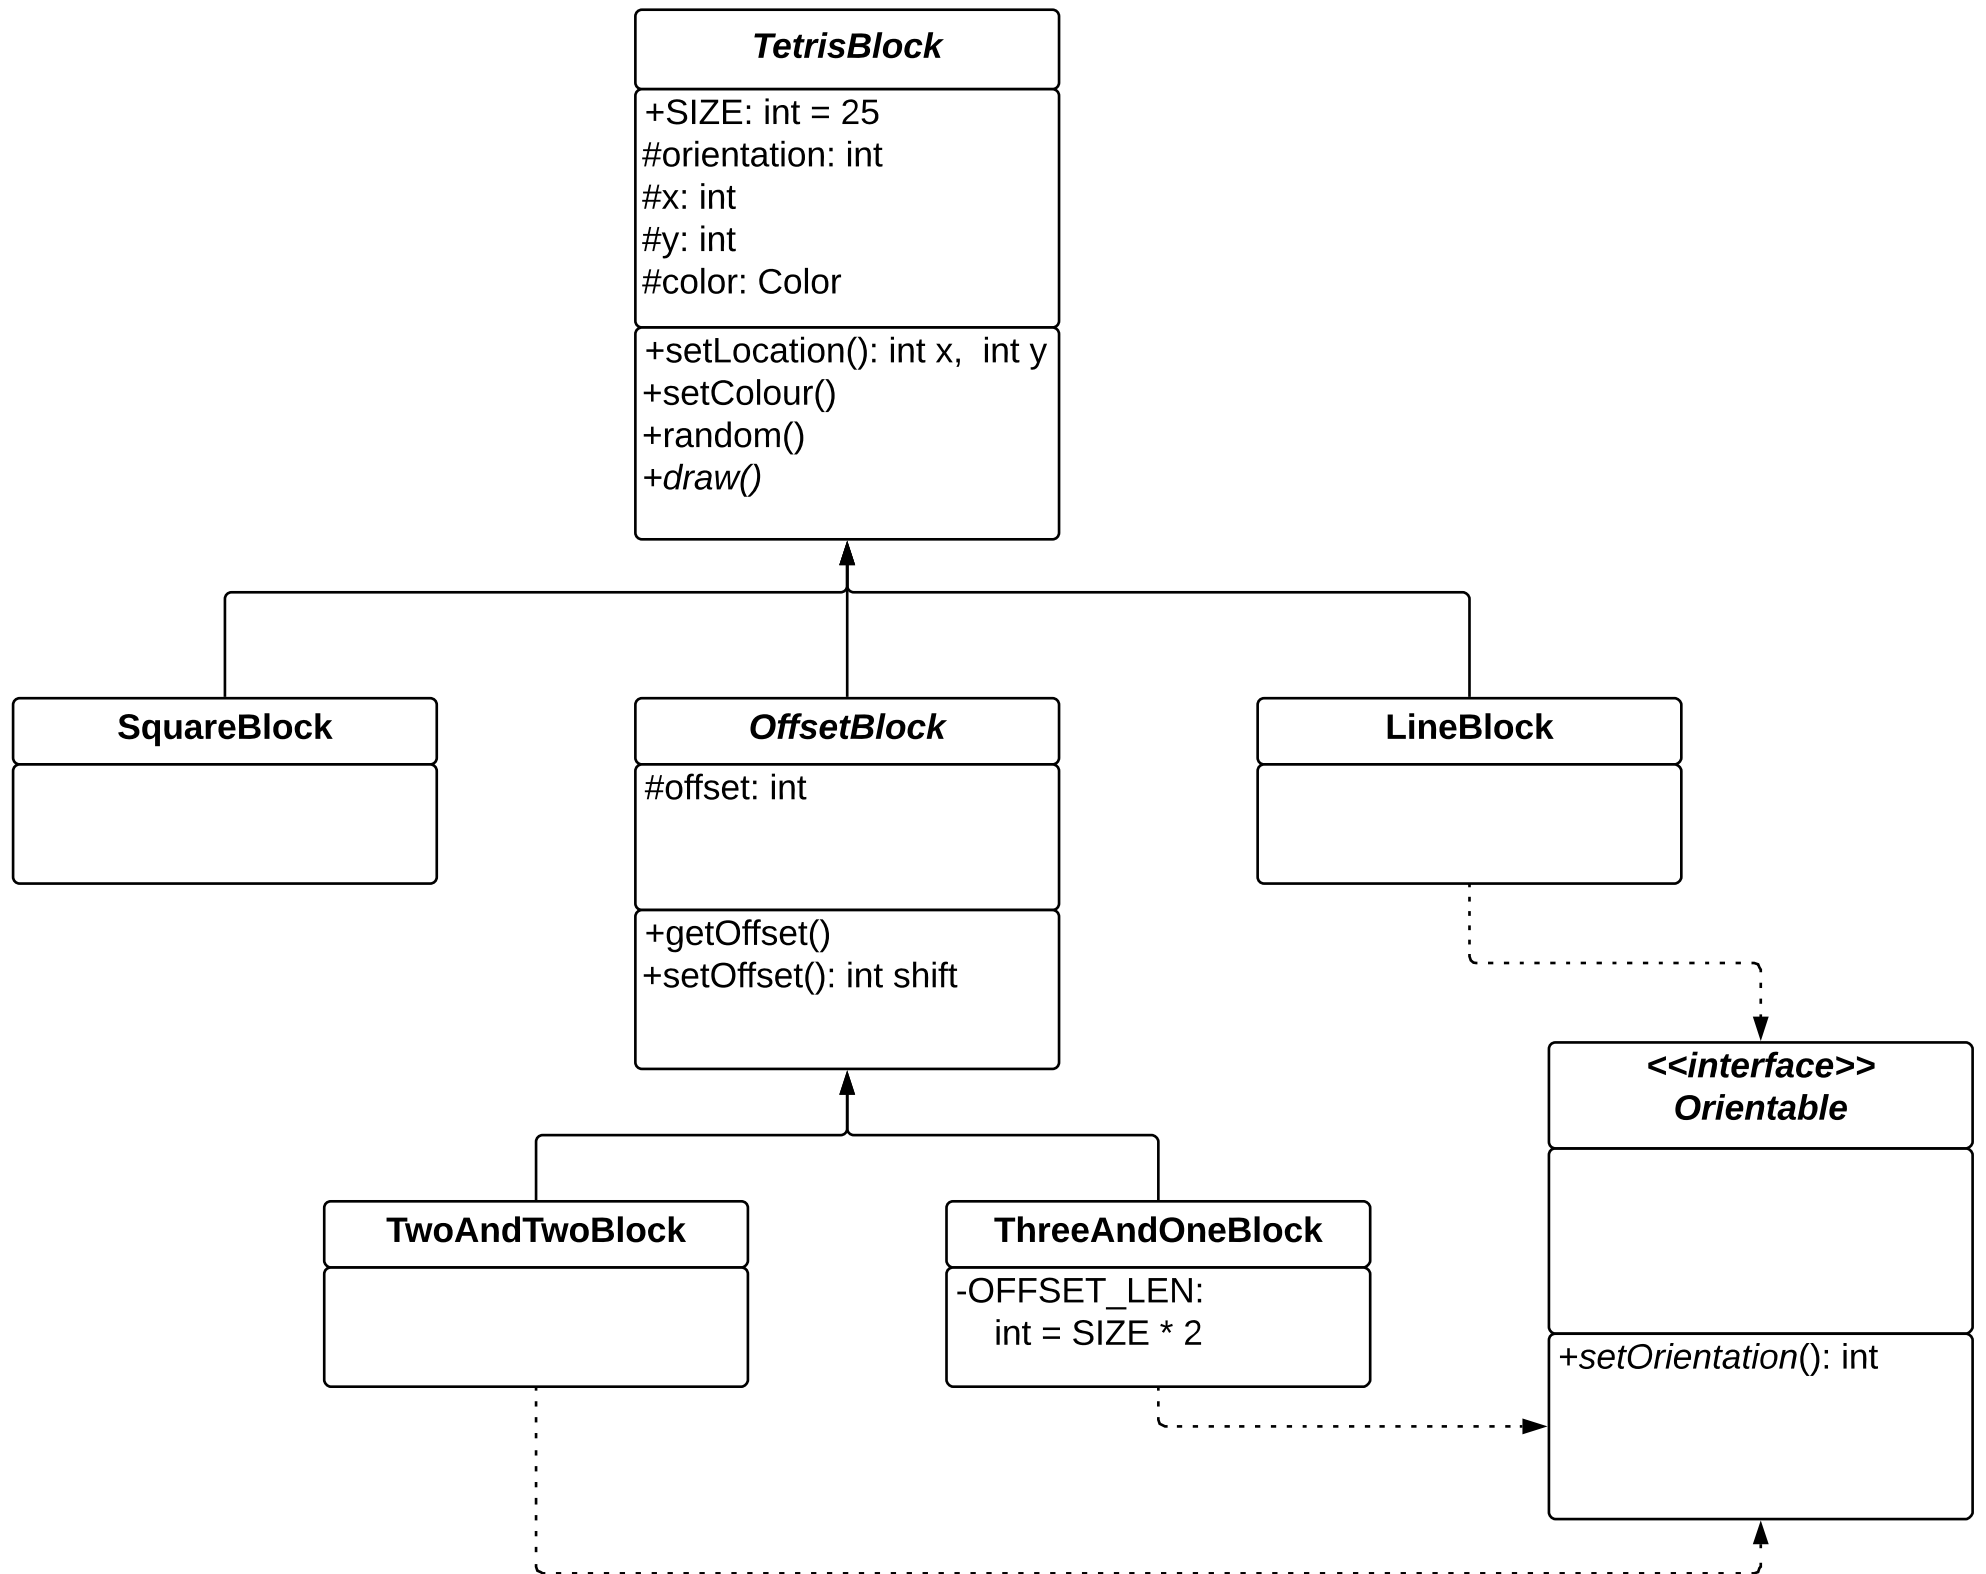 TetrisBlock
+SIZE: int = 25
#orientation: int
#x: int
#y: int
#color: Color
+setLocation(): int x,  int y
+setColour()
+random()
+draw()
SquareBlock
OffsetBlock
#offset: int
+getOffset()
+setOffset(): int shift
LineBlock
<<interface>>
Orientable
+setOrientation(): int
TwoAndTwoBlock
ThreeAndOneBlock
-OFFSET_LEN:
int = SIZE * 2